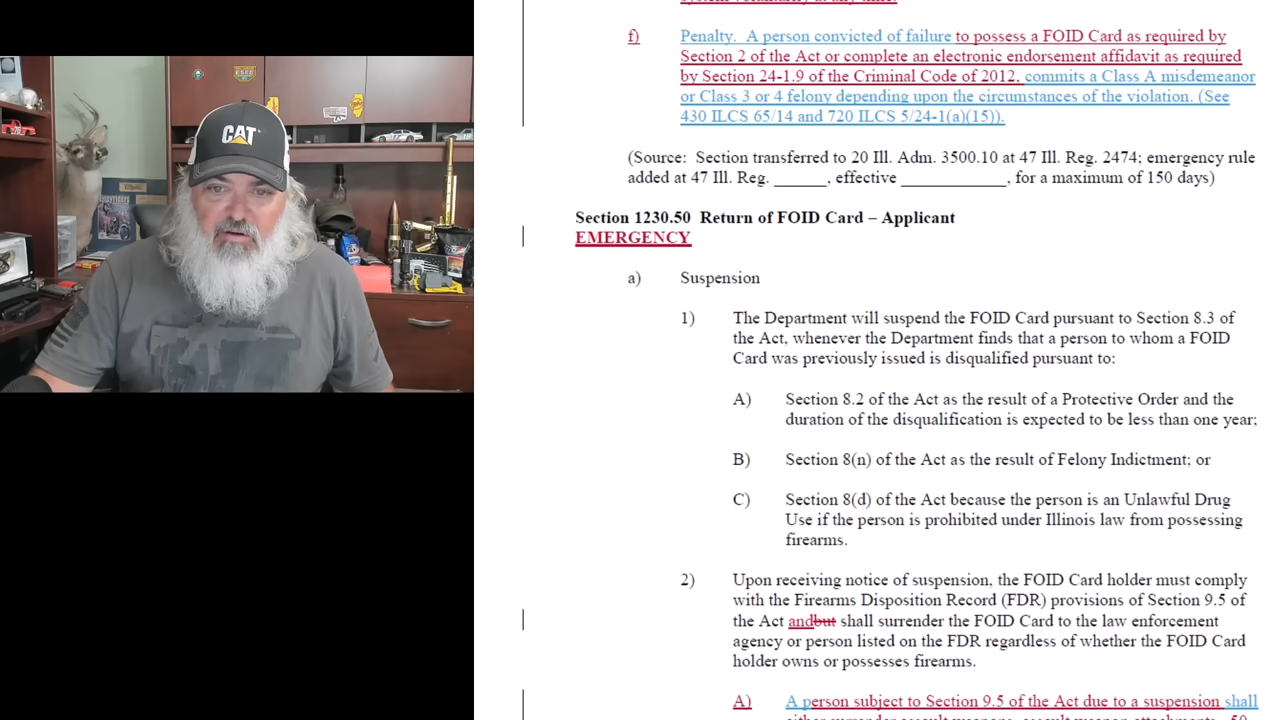 CAT
system voluntarily at any time.
f) Penalty. A person convicted of failure to possess a FOID Card as required by
Section 2 of the Act or complete an electronic endorsement affidavit as required
by Section 24-1.9 of the Criminal Code of 2012, commits a Class A misdemeanor
or Class 3 or 4 felony depending upon the circumstances of the violation. (See
430 ILCS 65/14 and 720 ILCS 5/24-1(a)(15)).
(Source: Section transferred to 20 Ill. Adm. 3500.10 at 47 Ill. Reg. 2474; emergency rule
added at 47 Ill. Reg. ______, effective ____________, for a maximum of 150 days)
Section 1230.50 Return of FOID Card – Applicant
EMERGENCY
a) Suspension
1) The Department will suspend the FOID Card pursuant to Section 8.3 of
the Act, whenever the Department finds that a person to whom a FOID
Card was previously issued is disqualified pursuant to:
A) Section 8.2 of the Act as the result of a Protective Order and the
duration of the disqualification is expected to be less than one year;
B) Section 8(n) of the Act as the result of Felony Indictment; or
C) Section 8(d) of the Act because the person is an Unlawful Drug
Use if the person is prohibited under Illinois law from possessing
firearms.
2) Upon receiving notice of suspension, the FOID Card holder must comply
with the Firearms Disposition Record (FDR) provisions of Section 9.5 of
the Act andbut shall surrender the FOID Card to the law enforcement
agency or person listed on the FDR regardless of whether the FOID Card
holder owns or possesses firearms.
A) A person subject to Section 9.5 of the Act due to a suspension shall
either surrender assault weapons, assault weapon attachments, .50